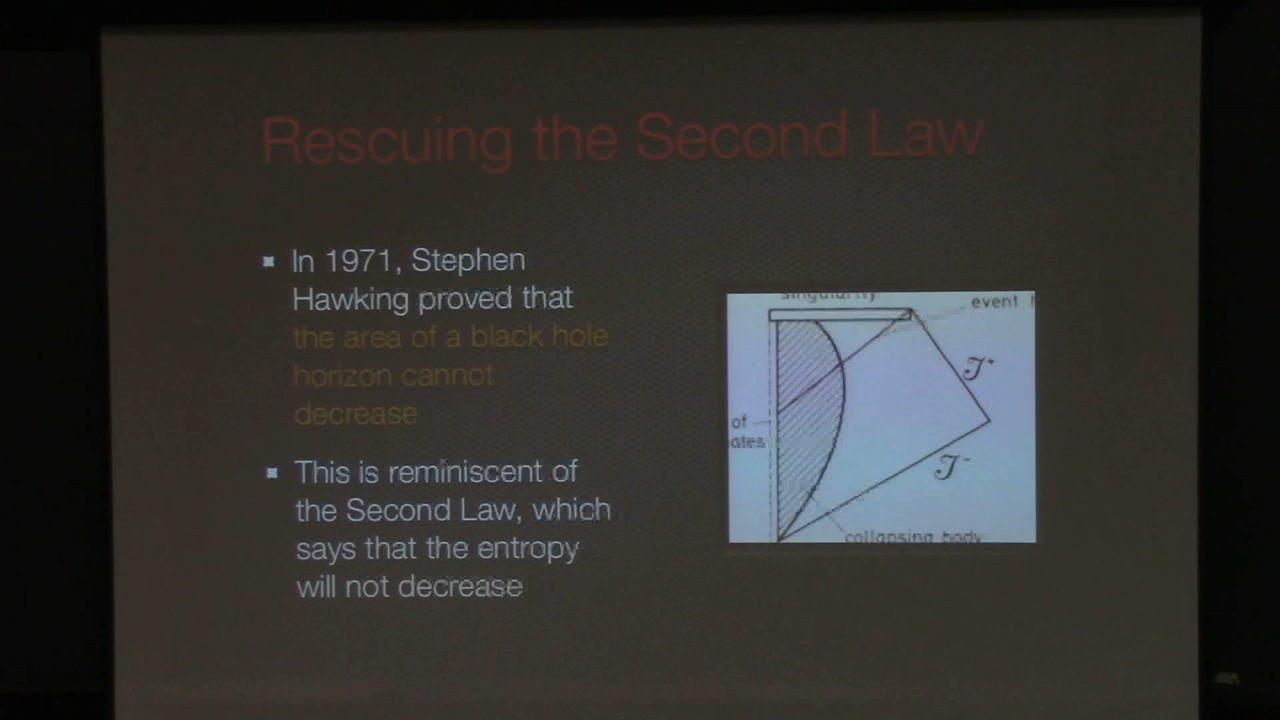 Rescuing the Second Law
In 1971, Stephen
Hawking proved that
the area of a black hole
horizon cannot
decrease
This is reminiscent of
the Second Law, which
says that the entropy
will not decrease
singularity
event
of
ates
𝒥⁺
𝒥⁻
collapsing body